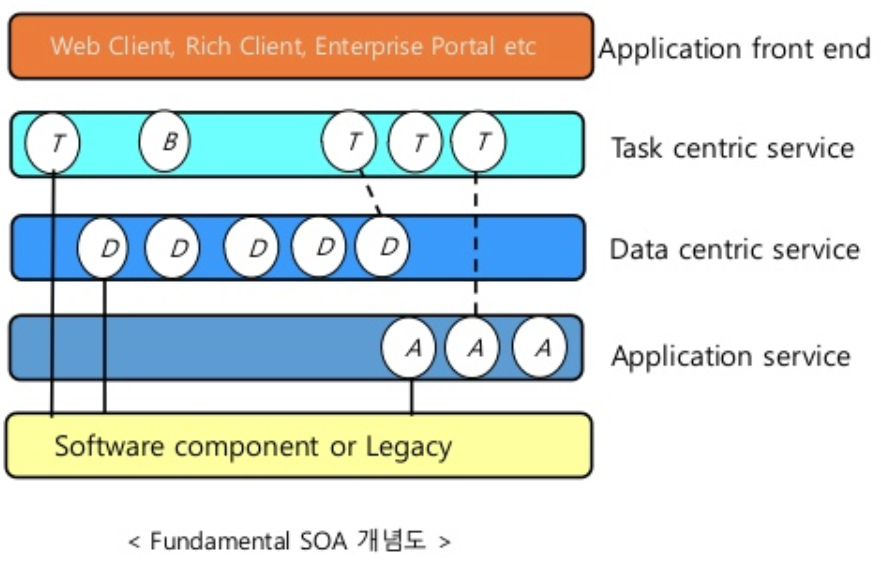 Web Client, Rich Client, Enterprise Portal etc
Application front end
T B T T T
Task centric service
D D D D D
Data centric service
A A A
Application service
Software component or Legacy
< Fundamental SOA 개념도 >